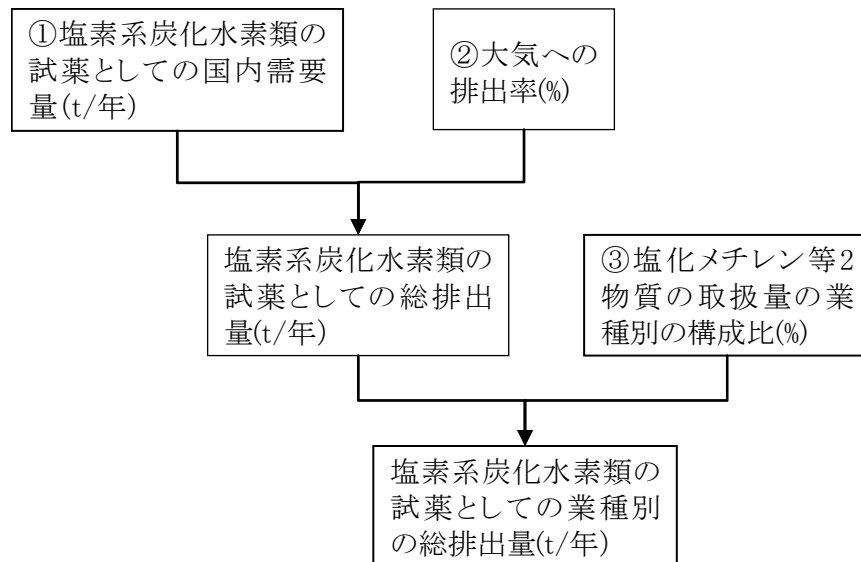 ①塩素系炭化水素類の
試薬としての国内需要
量(t/年)
②大気への
排出率(%)
塩素系炭化水素類の
試薬としての総排出
量(t/年)
③塩化メチレン等2
物質の取扱量の業
種別の構成比(%)
塩素系炭化水素類の
試薬としての業種別
の総排出量(t/年)